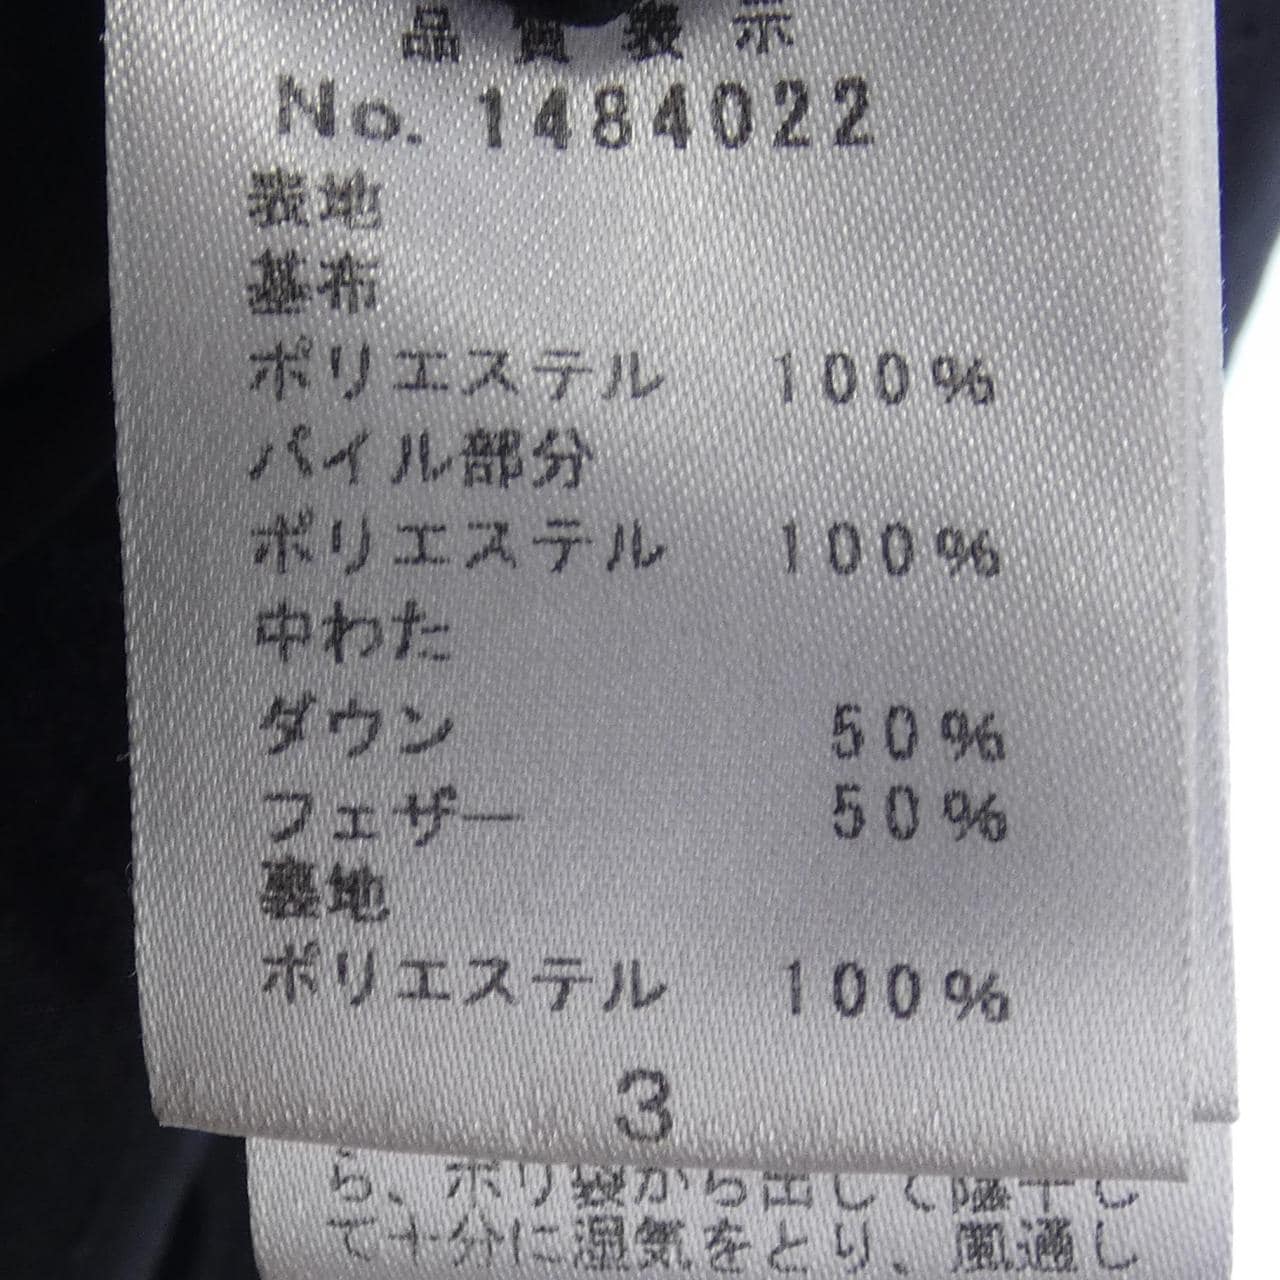 品質表示
No. 1484022
表地
基布
ポリエステル 100%
パイル部分
ポリエステル 100%
中わた
ダウン 50%
フェザー 50%
裏地
ポリエステル 100%
3
ら、ポリ袋から出して陰干し
て十分に湿気をとり、風通し